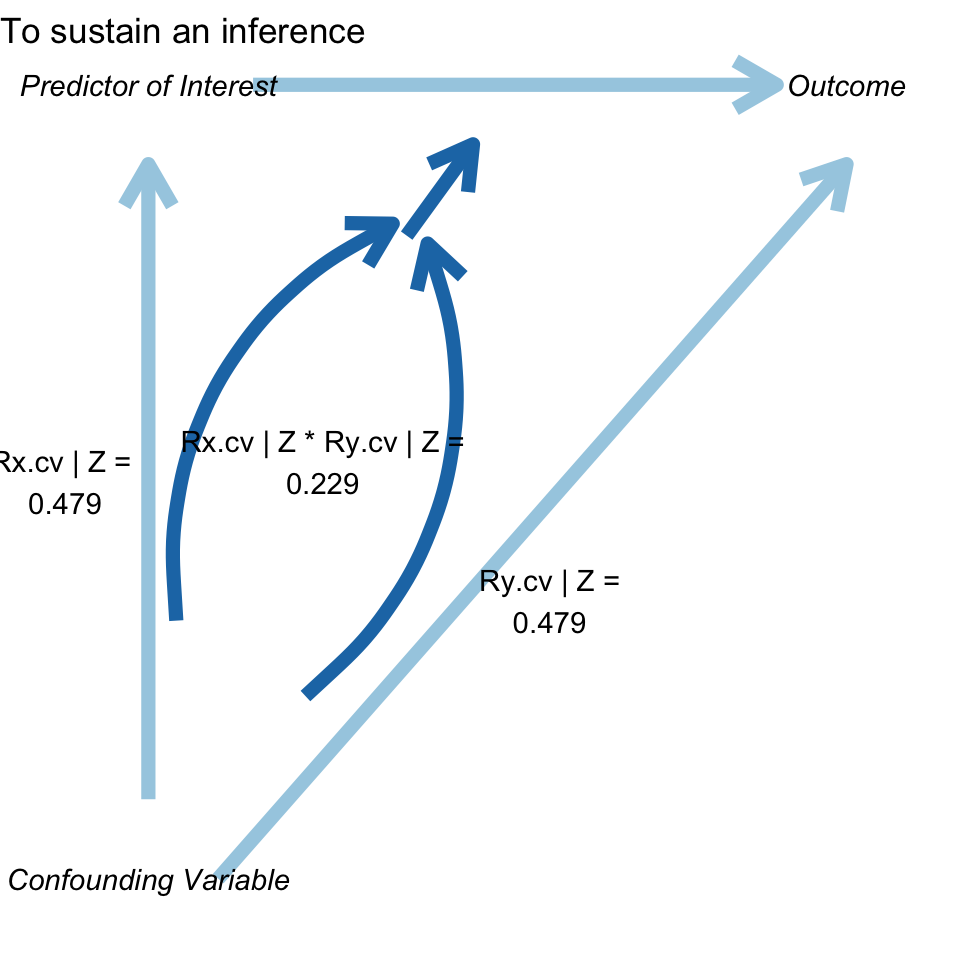 To sustain an inference
Predictor of Interest
Outcome
Rx.cv | Z * Ry.cv | Z =
0.229
Rx.cv | Z =
0.479
Ry.cv | Z =
0.479
Confounding Variable